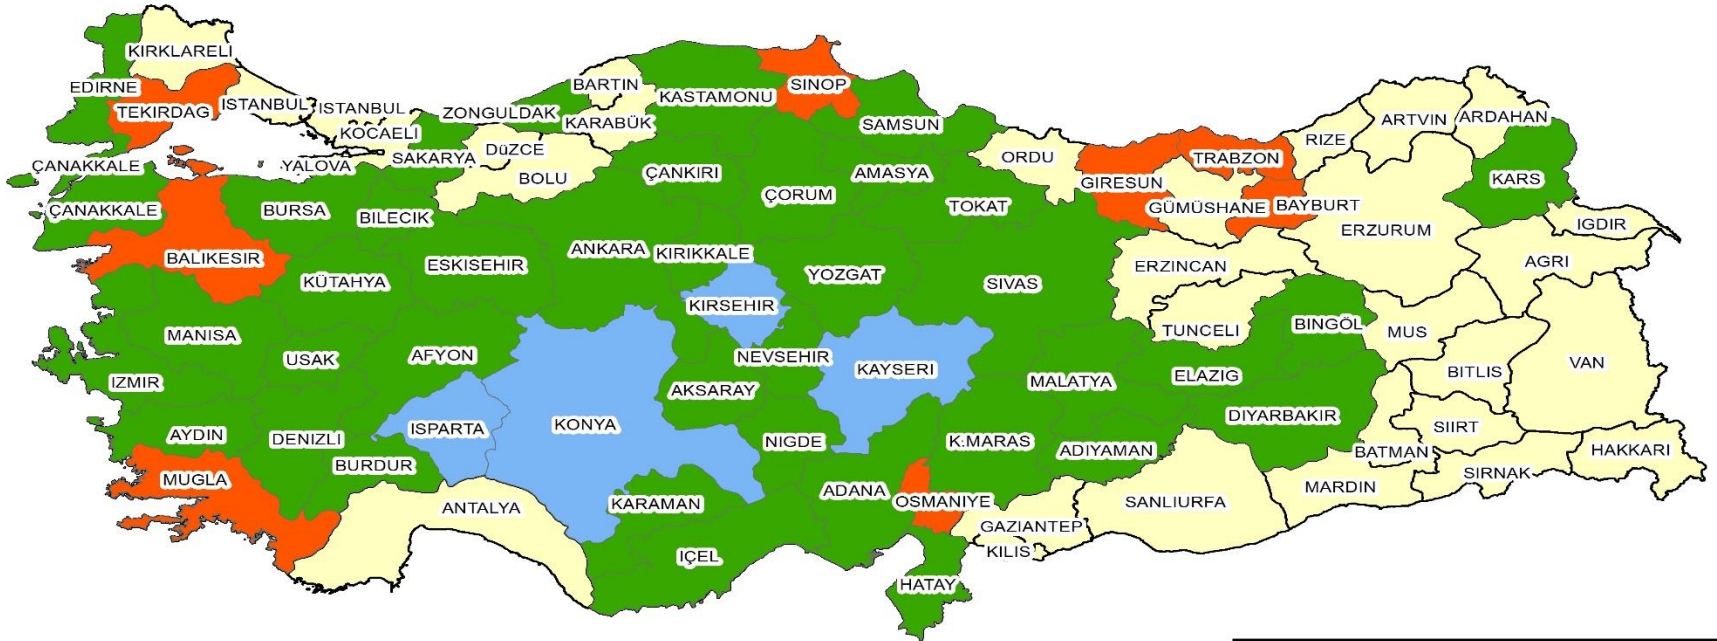 KIRKLARELI
EDIRNE
TEKIRDAG
ISTANBUL
ISTANBUL
KOCAELI
YALOVA
SAKARYA
ZONGULDAK
DüZCE
BOLU
BARTIN
KARABÜK
KASTAMONU
SINOP
SAMSUN
ORDU
GIRESUN
TRABZON
GÜMÜSHANE
BAYBURT
RIZE
ARTVIN
ARDAHAN
KARS
IGDIR
ERZURUM
AGRI
ÇANAKKALE
ÇANAKKALE
BALIKESIR
BURSA
BILECIK
ESKISEHIR
KÜTAHYA
ANKARA
ÇANKIRI
ÇORUM
AMASYA
TOKAT
KIRIKKALE
YOZGAT
SIVAS
ERZINCAN
TUNCELI
BINGÖL
MUS
BITLIS
VAN
KIRSEHIR
NEVSEHIR
KAYSERI
MANISA
USAK
AFYON
IZMIR
AYDIN
DENIZLI
BURDUR
ISPARTA
KONYA
AKSARAY
NIGDE
MALATYA
ELAZIG
DIYARBAKIR
K:MARAS
ADIYAMAN
BATMAN
SIIRT
SIRNAK
HAKKARI
MUGLA
ANTALYA
KARAMAN
IÇEL
ADANA
OSMANIYE
GAZIANTEP
KILIS
SANLIURFA
MARDIN
HATAY